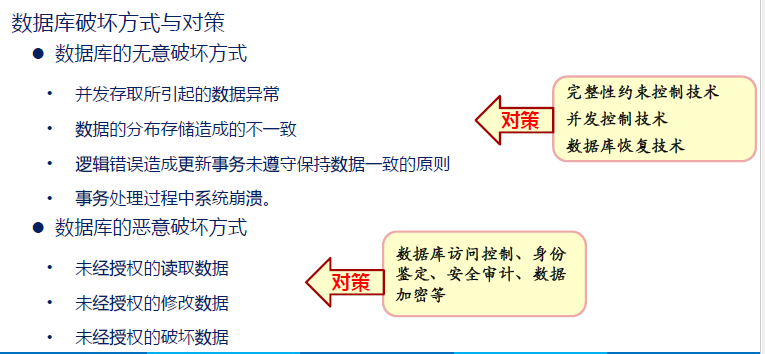 数据库破坏方式与对策
● 数据库的无意破坏方式
• 并发存取所引起的数据异常
• 数据的分布存储造成的不一致
• 逻辑错误造成更新事务未遵守保持数据一致的原则
• 事务处理过程中系统崩溃。
对策
完整性约束控制技术
并发控制技术
数据库恢复技术
● 数据库的恶意破坏方式
• 未经授权的读取数据
• 未经授权的修改数据
• 未经授权的破坏数据
对策
数据库访问控制、身份
鉴定、安全审计、数据
加密等